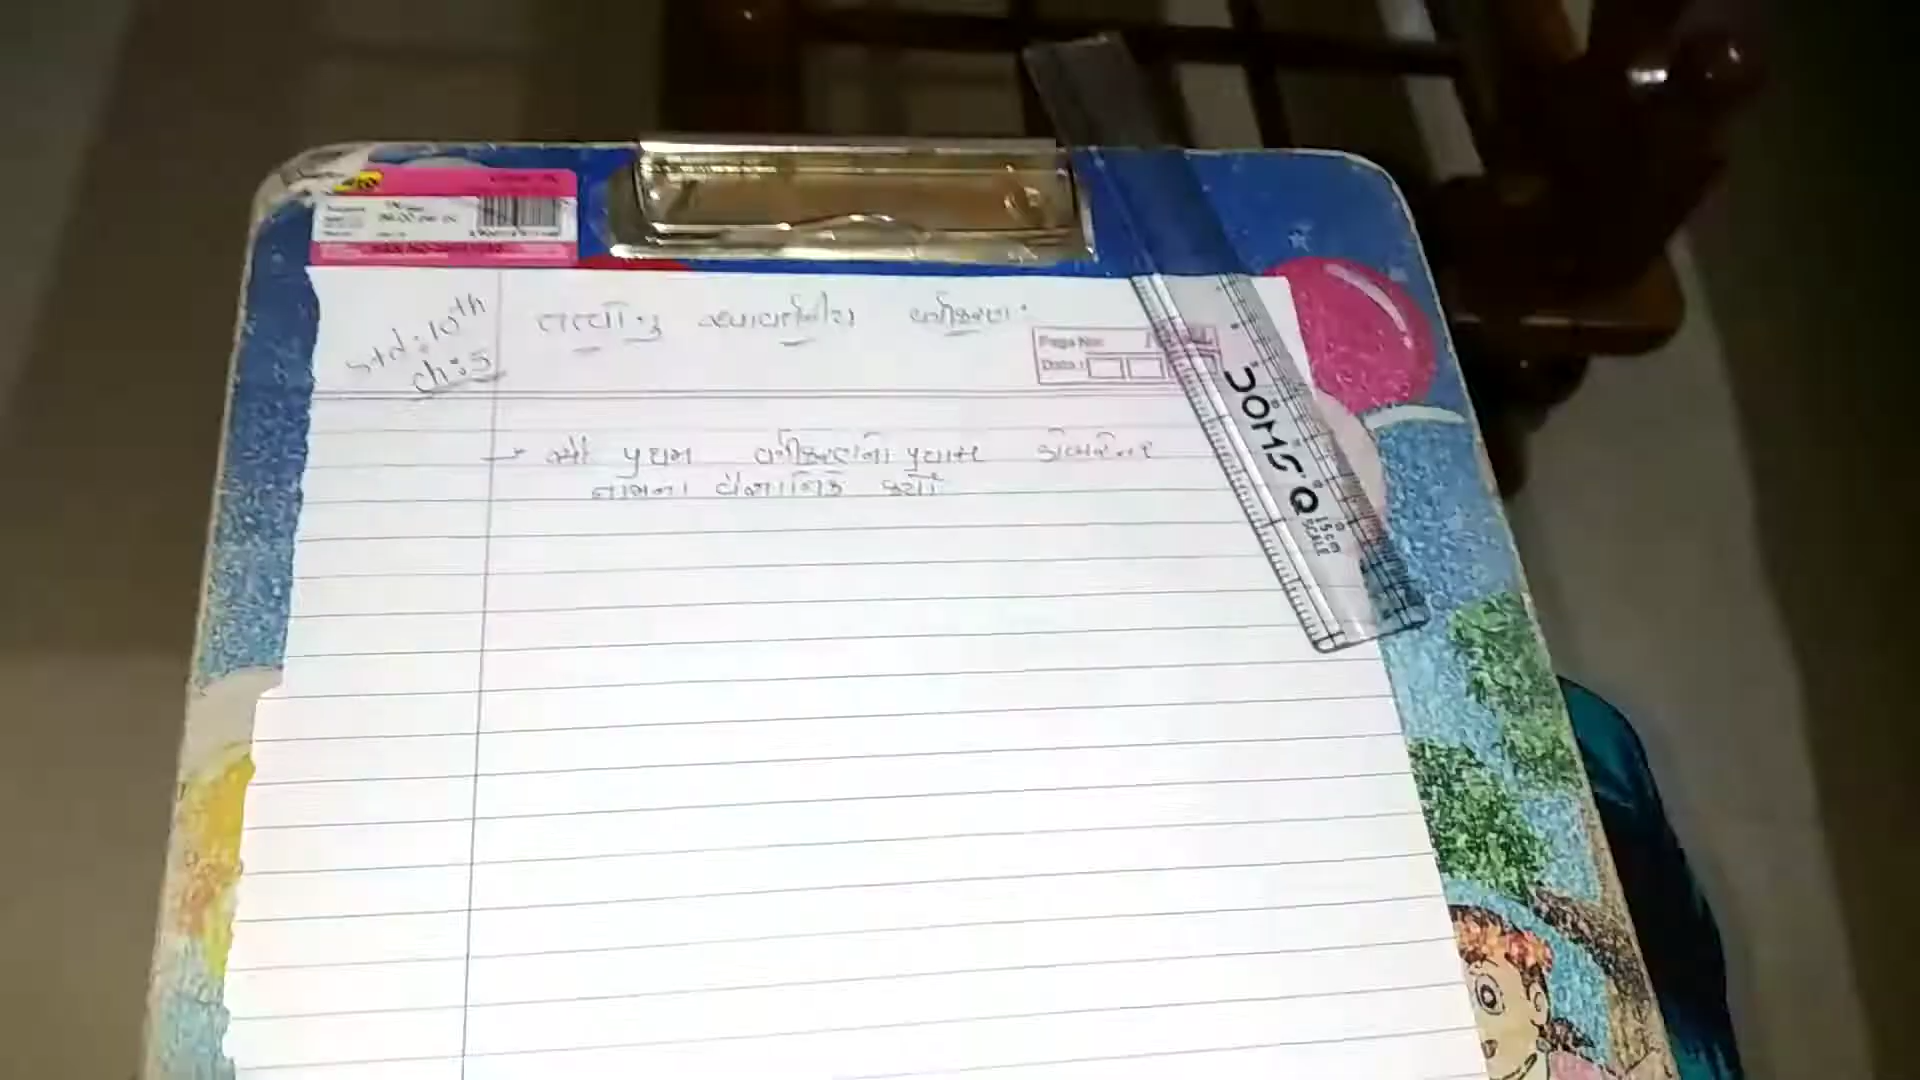 std:10th
ch:5
તત્વોનું આવર્તનીય વર્ગીકરણ.
Page No:
Date:
→ સૌ પ્રથમ વર્ગીકરણનો પ્રયાસ ડોબરેનર
નામના વૈજ્ઞાનિકે કર્યો
DOMS
15cm
SCALE